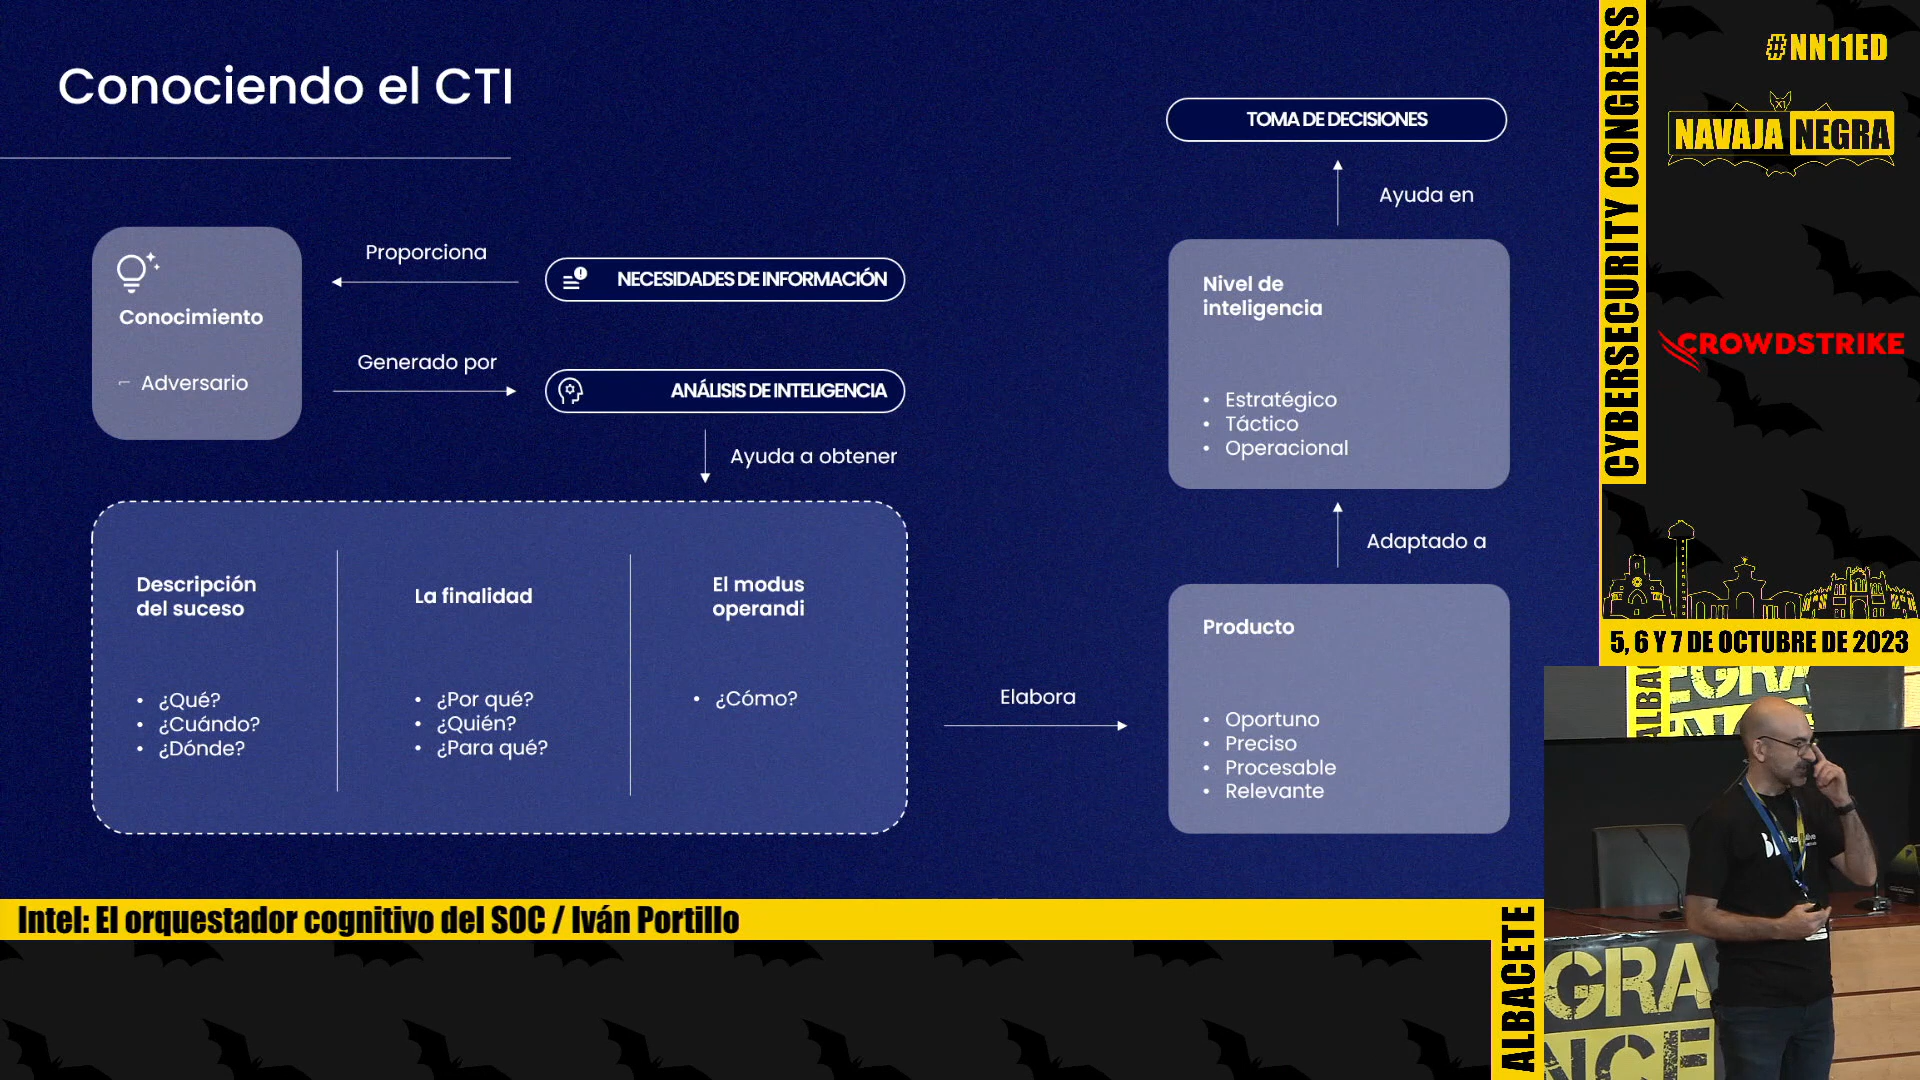 Conociendo el CTI
Conocimiento
Adversario
Proporciona
NECESIDADES DE INFORMACIÓN
Generado por
ANÁLISIS DE INTELIGENCIA
Ayuda a obtener
Descripción
del suceso
• ¿Qué?
• ¿Cuándo?
• ¿Dónde?
La finalidad
• ¿Por qué?
• ¿Quién?
• ¿Para qué?
El modus
operandi
• ¿Cómo?
Elabora
TOMA DE DECISIONES
Ayuda en
Nivel de
inteligencia
• Estratégico
• Táctico
• Operacional
Adaptado a
Producto
• Oportuno
• Preciso
• Procesable
• Relevante
CYBERSECURITY CONGRESS
#NN11ED
XI
NAVAJA NEGRA
CROWDSTRIKE
5, 6 Y 7 DE OCTUBRE DE 2023
Intel: El orquestador cognitivo del SOC / Iván Portillo
ALBACETE
GRA
NCE